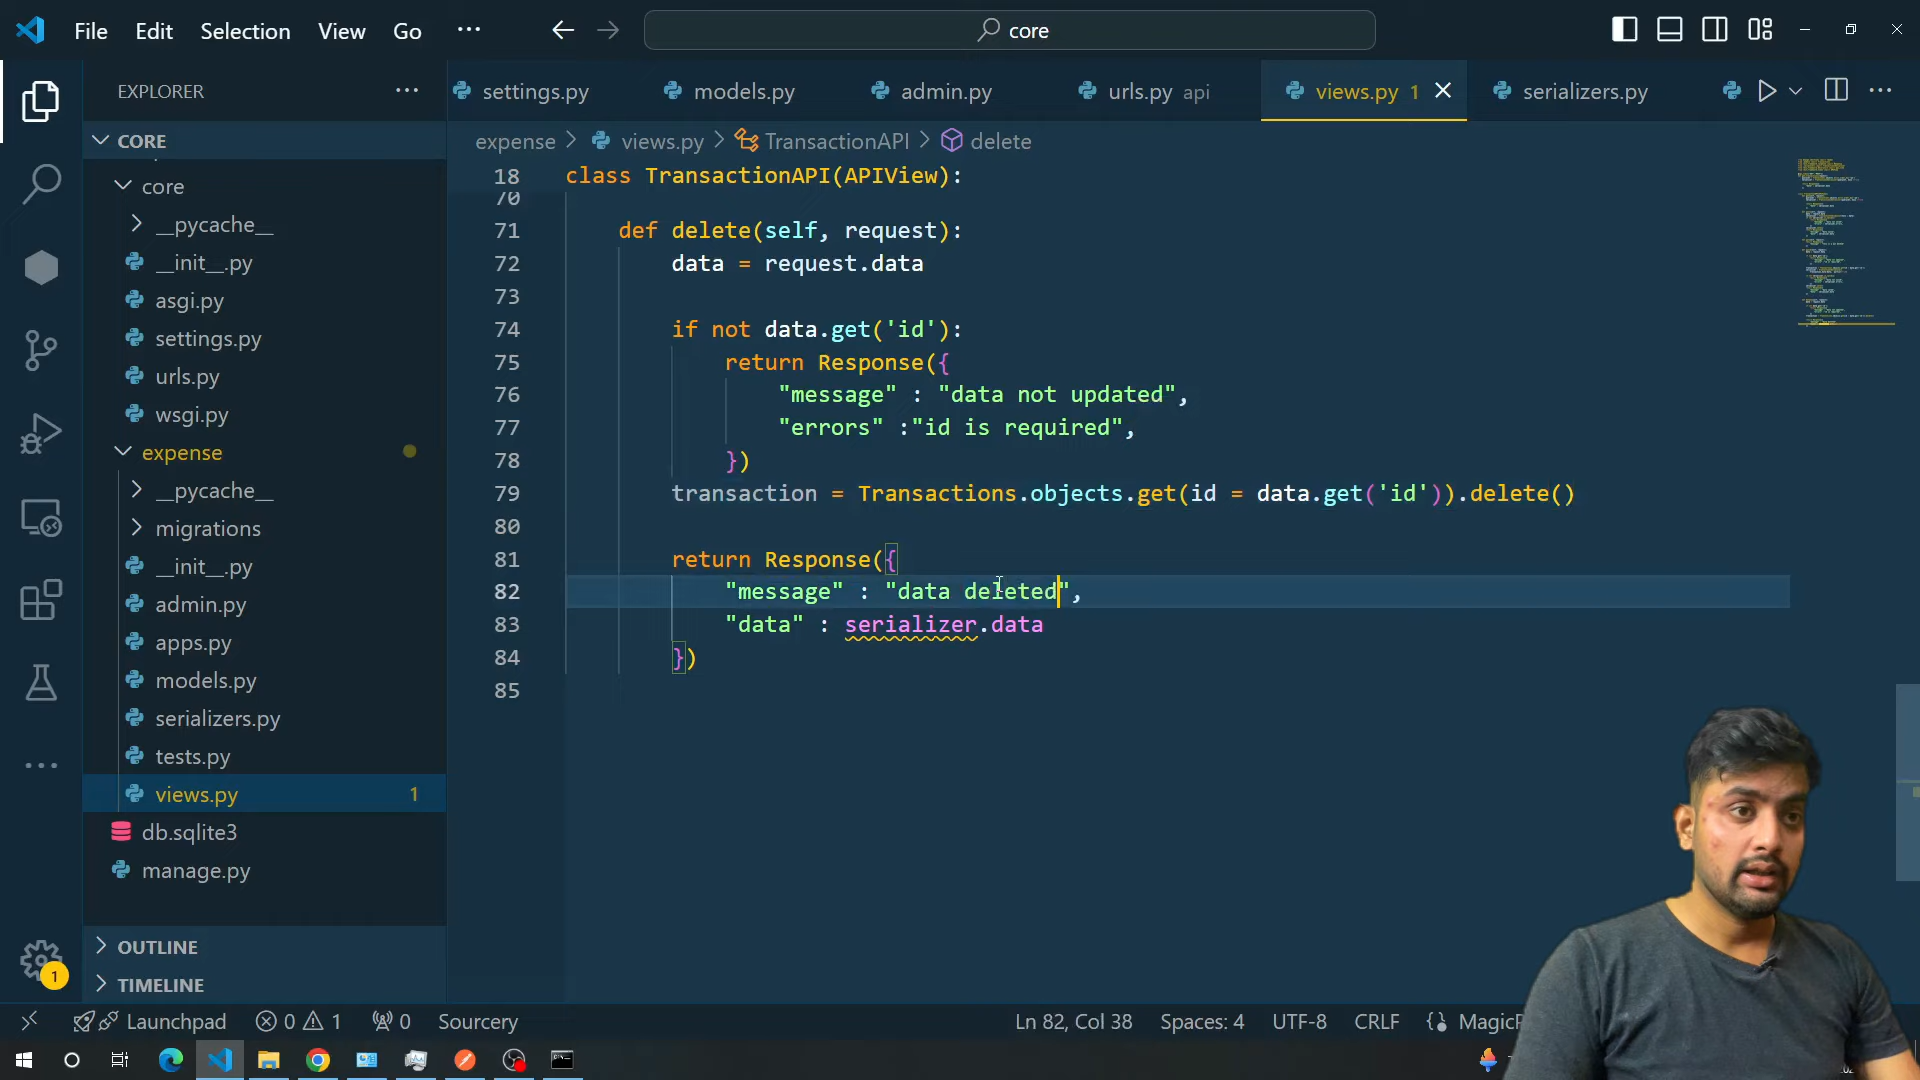 File Edit Selection View Go ... core
EXPLORER ...
settings.py models.py admin.py urls.py api views.py 1 serializers.py
CORE
core
__pycache__
__init__.py
asgi.py
settings.py
urls.py
wsgi.py
expense
__pycache__
migrations
__init__.py
admin.py
apps.py
models.py
serializers.py
tests.py
views.py 1
db.sqlite3
manage.py
OUTLINE
TIMELINE
1
expense > views.py > TransactionAPI > delete
18 class TransactionAPI(APIView):
70
71 def delete(self, request):
72 data = request.data
73
74 if not data.get('id'):
75 return Response({
76 "message" : "data not updated",
77 "errors" :"id is required",
78 })
79 transaction = Transactions.objects.get(id = data.get('id')).delete()
80
81 return Response({
82 "message" : "data deleted",
83 "data" : serializer.data
84 })
85
Launchpad 0 1 0 Sourcery Ln 82, Col 38 Spaces: 4 UTF-8 CRLF